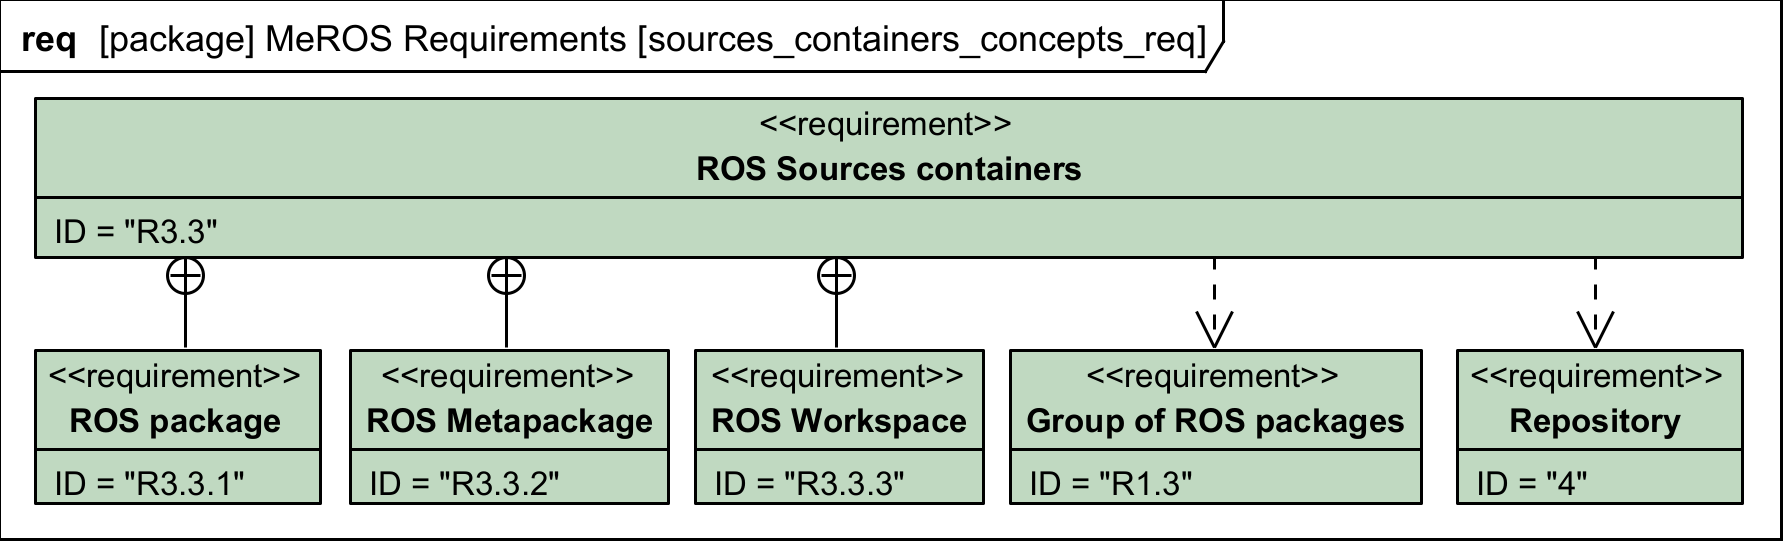 req [package] MeROS Requirements [sources_containers_concepts_req]
<<requirement>>
ROS Sources containers
ID = "R3.3"
<<requirement>>
ROS package
ID = "R3.3.1"
<<requirement>>
ROS Metapackage
ID = "R3.3.2"
<<requirement>>
ROS Workspace
ID = "R3.3.3"
<<requirement>>
Group of ROS packages
ID = "R1.3"
<<requirement>>
Repository
ID = "4"